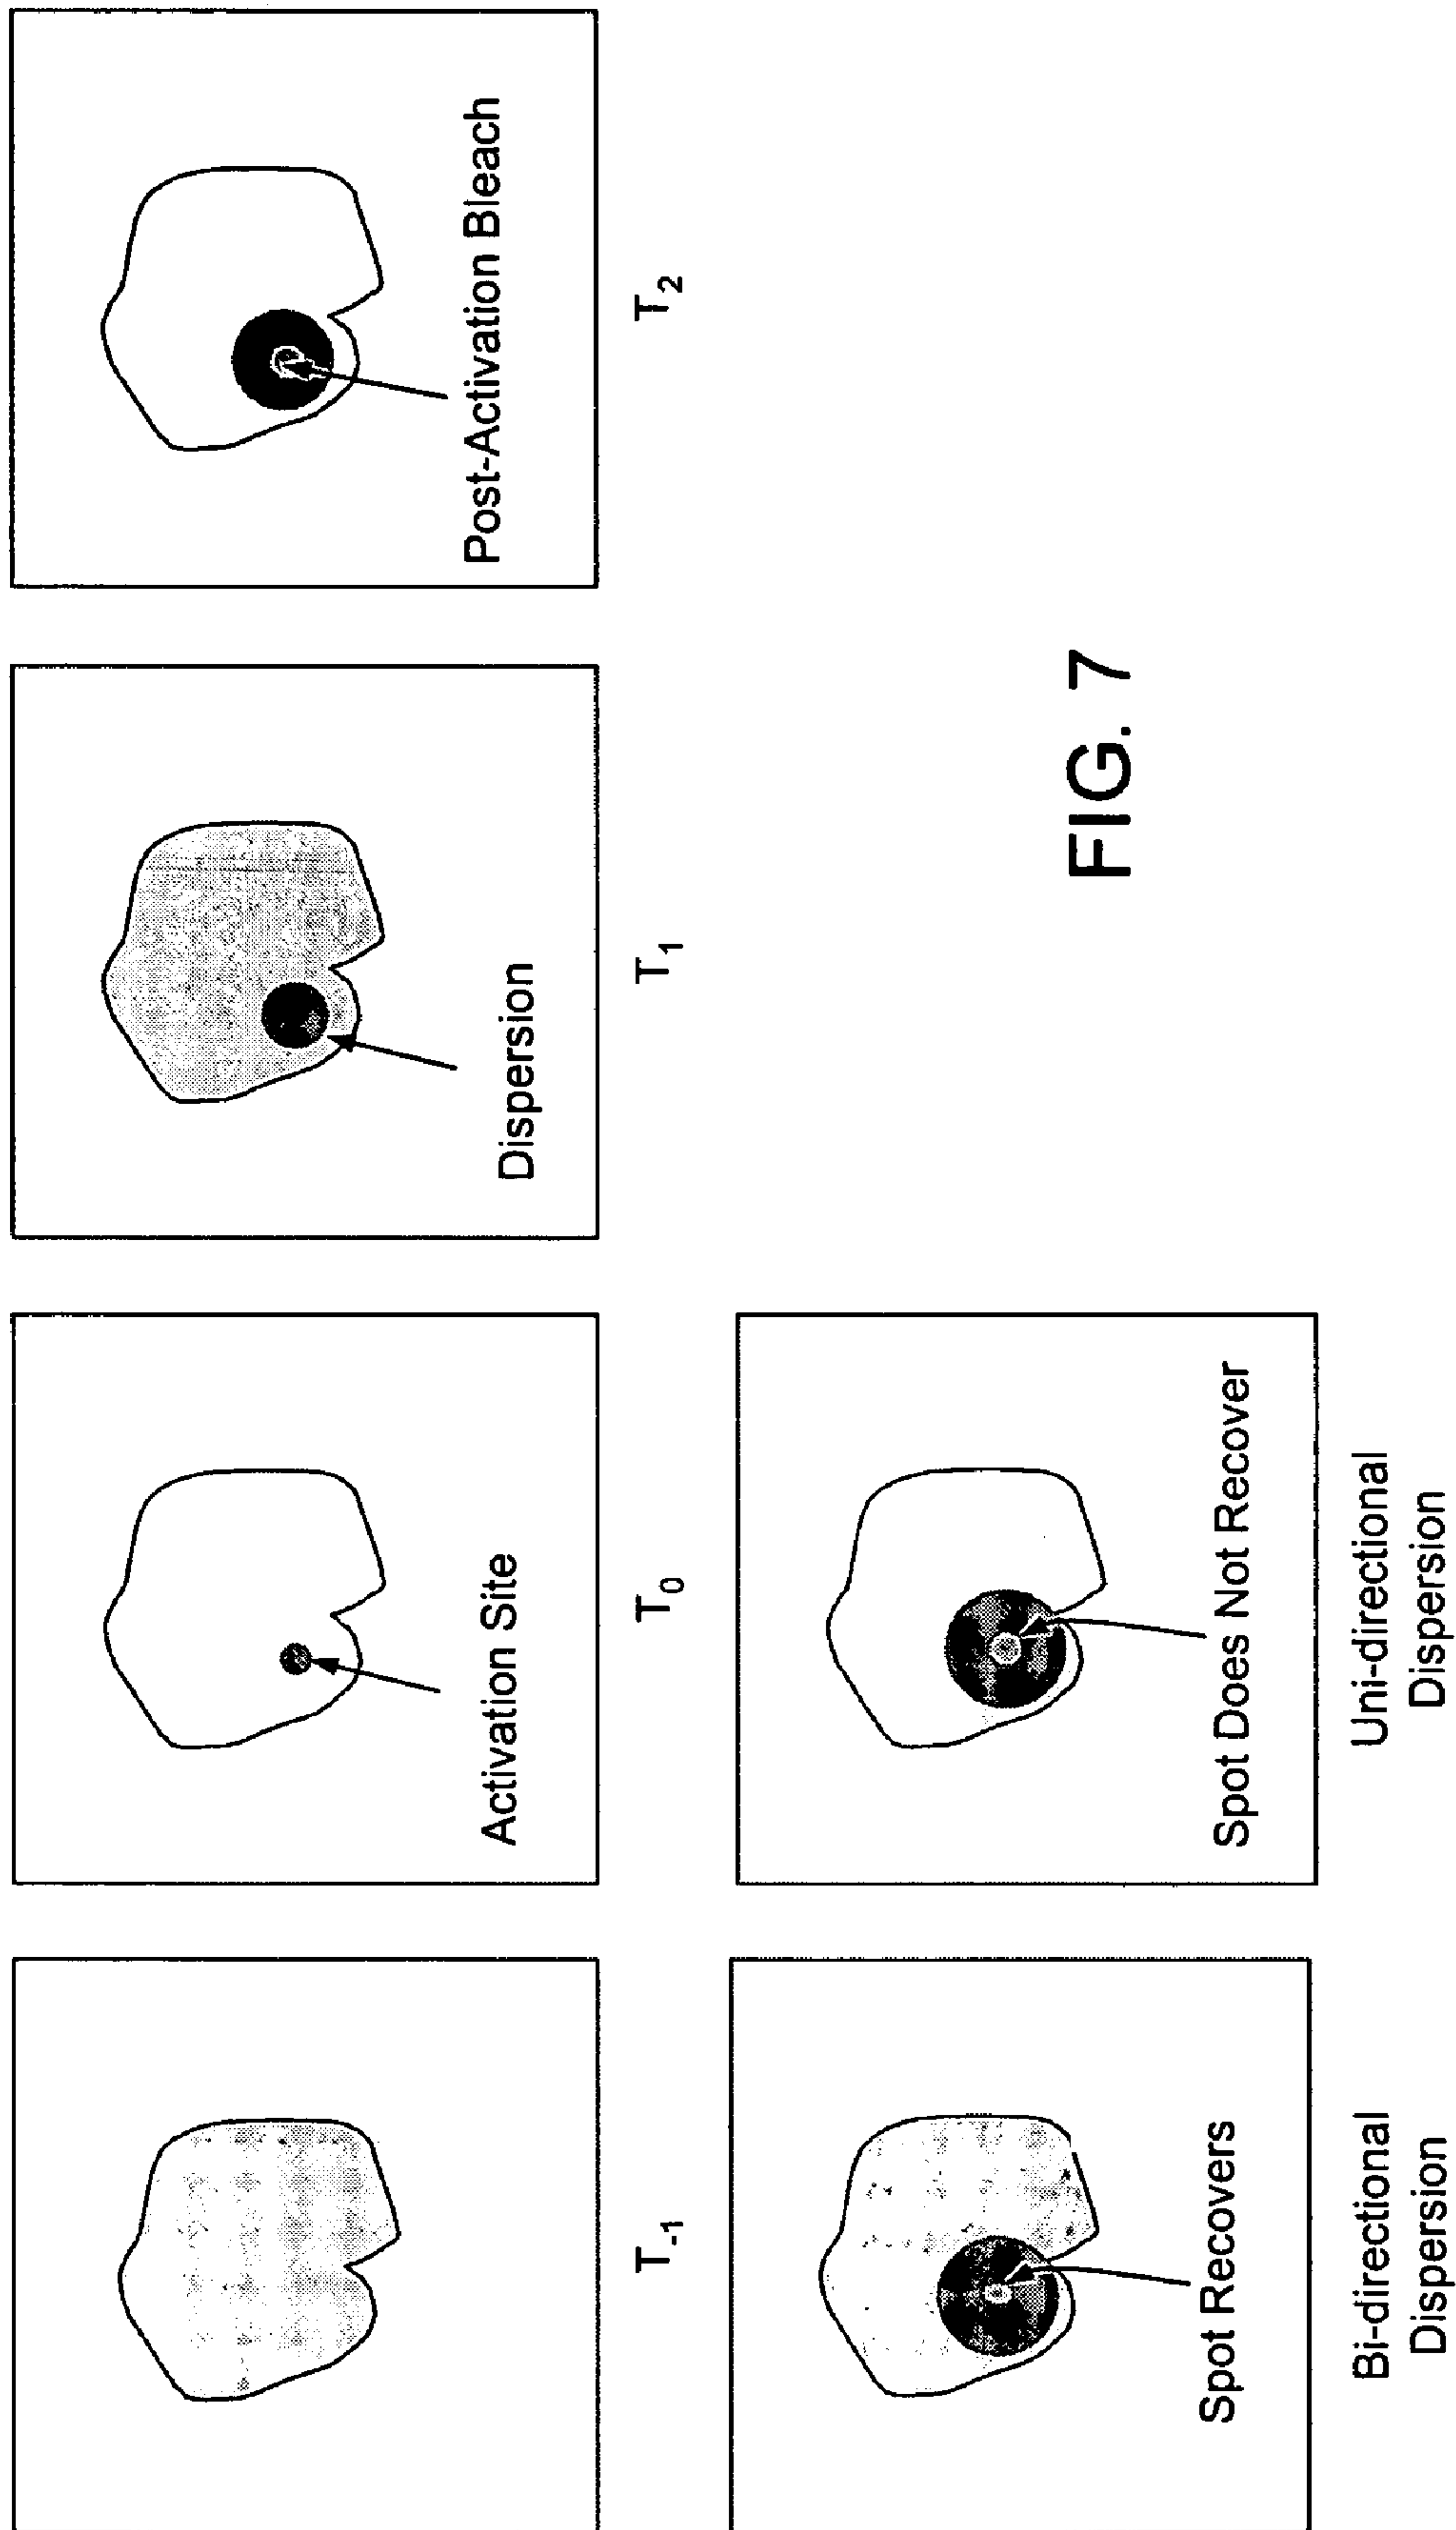 T-1
Activation Site
T0
Dispersion
T1
Post-Activation Bleach
T2
Spot Recovers
Bi-directional
Dispersion
Spot Does Not Recover
Uni-directional
Dispersion
FIG. 7